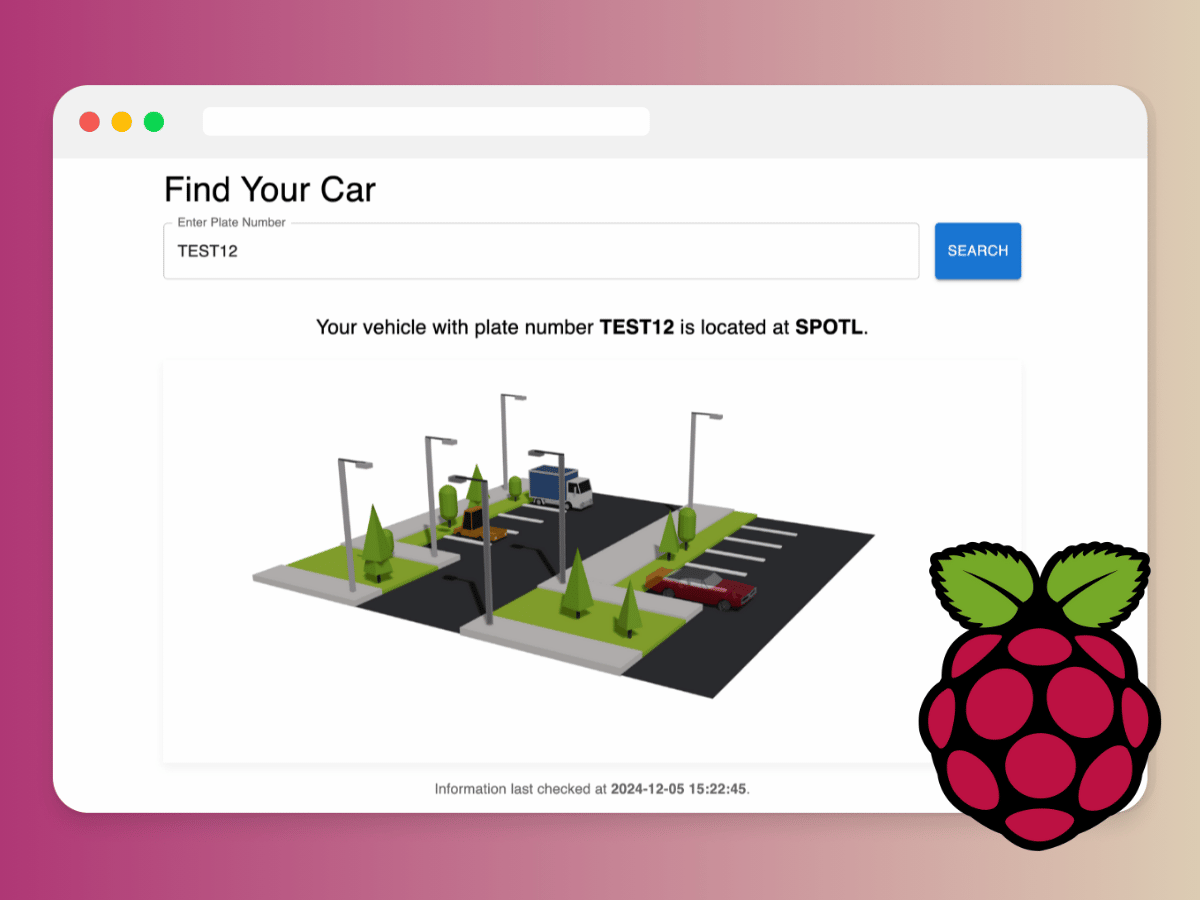 Find Your Car
Enter Plate Number
TEST12
SEARCH
Your vehicle with plate number TEST12 is located at SPOTL.
Information last checked at 2024-12-05 15:22:45.